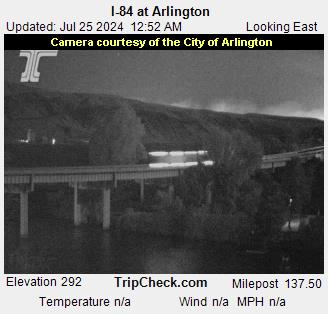 I-84 at Arlington
Updated: Jul 25 2024 12:52 AM Looking East
Camera courtesy of the City of Arlington
Elevation 292 TripCheck.com Milepost 137.50
Temperature n/a Wind n/a MPH n/a